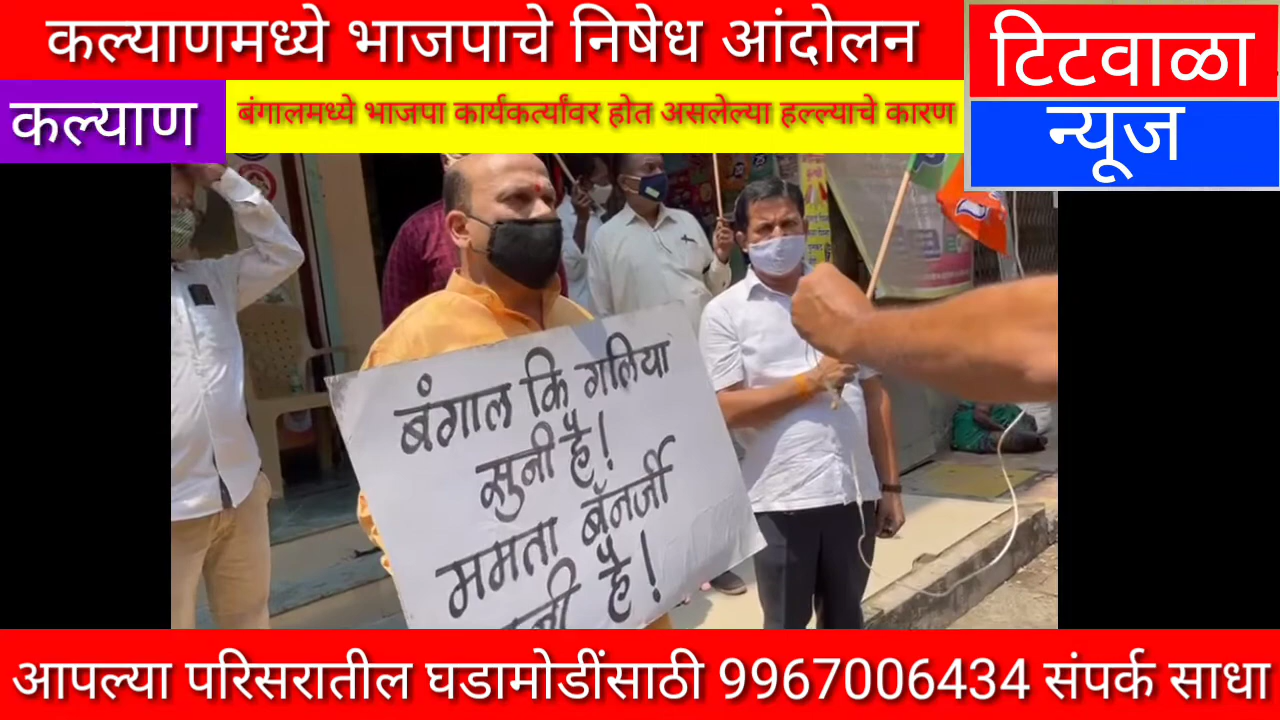 कल्याणमध्ये भाजपाचे निषेध आंदोलन
टिटवाळा
न्यूज
कल्याण
बंगालमध्ये भाजपा कार्यकर्त्यांवर होत असलेल्या हल्ल्याचे कारण
बंगाल कि गलिया
सुनी है!
ममता बॅनर्जी
है!
आपल्या परिसरातील घडामोडींसाठी 9967006434 संपर्क साधा